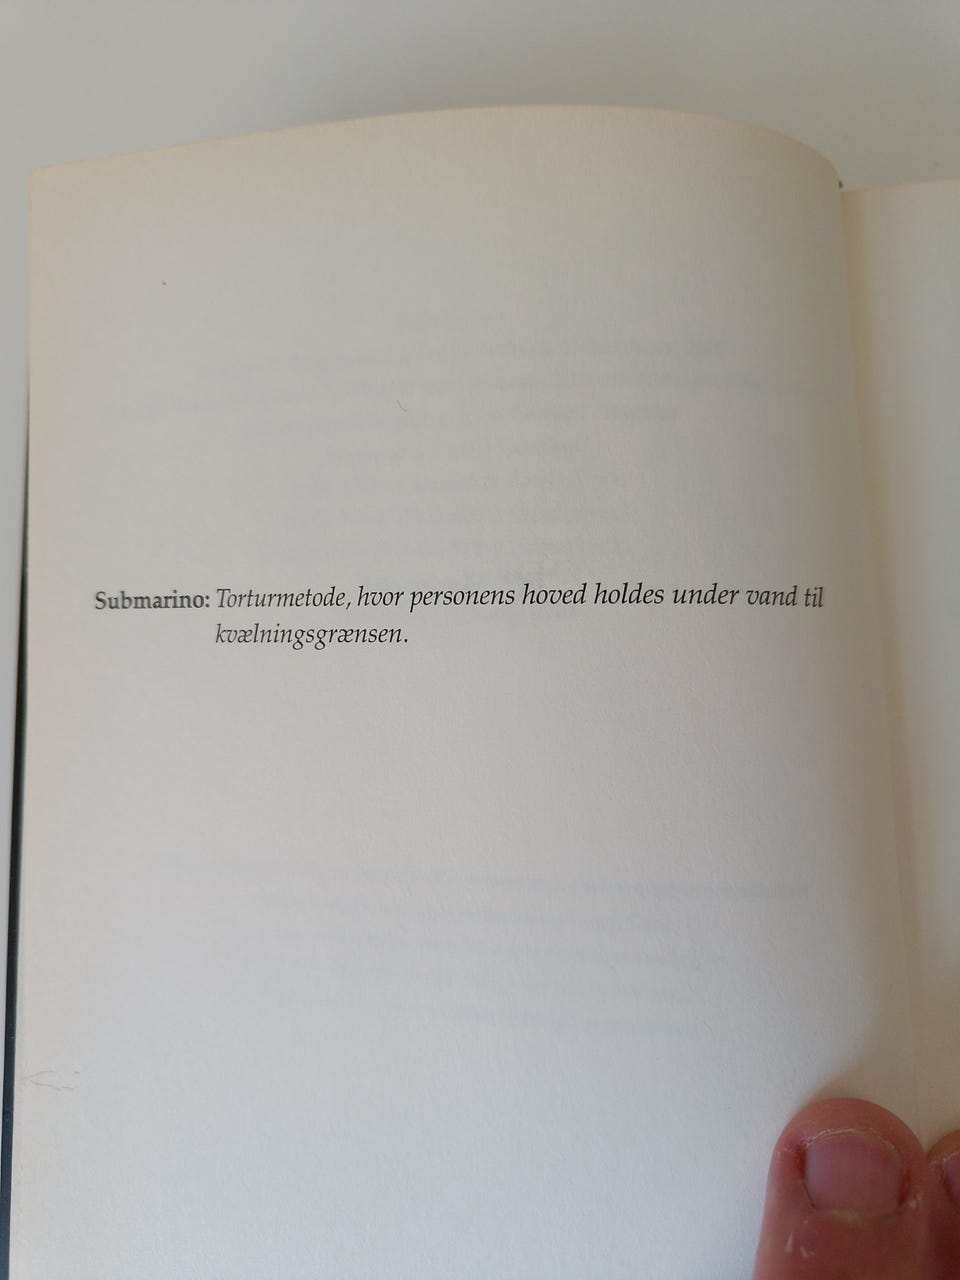 Submarino: Torturmetode, hvor personens hoved holdes under vand til
kvælningsgrænsen.